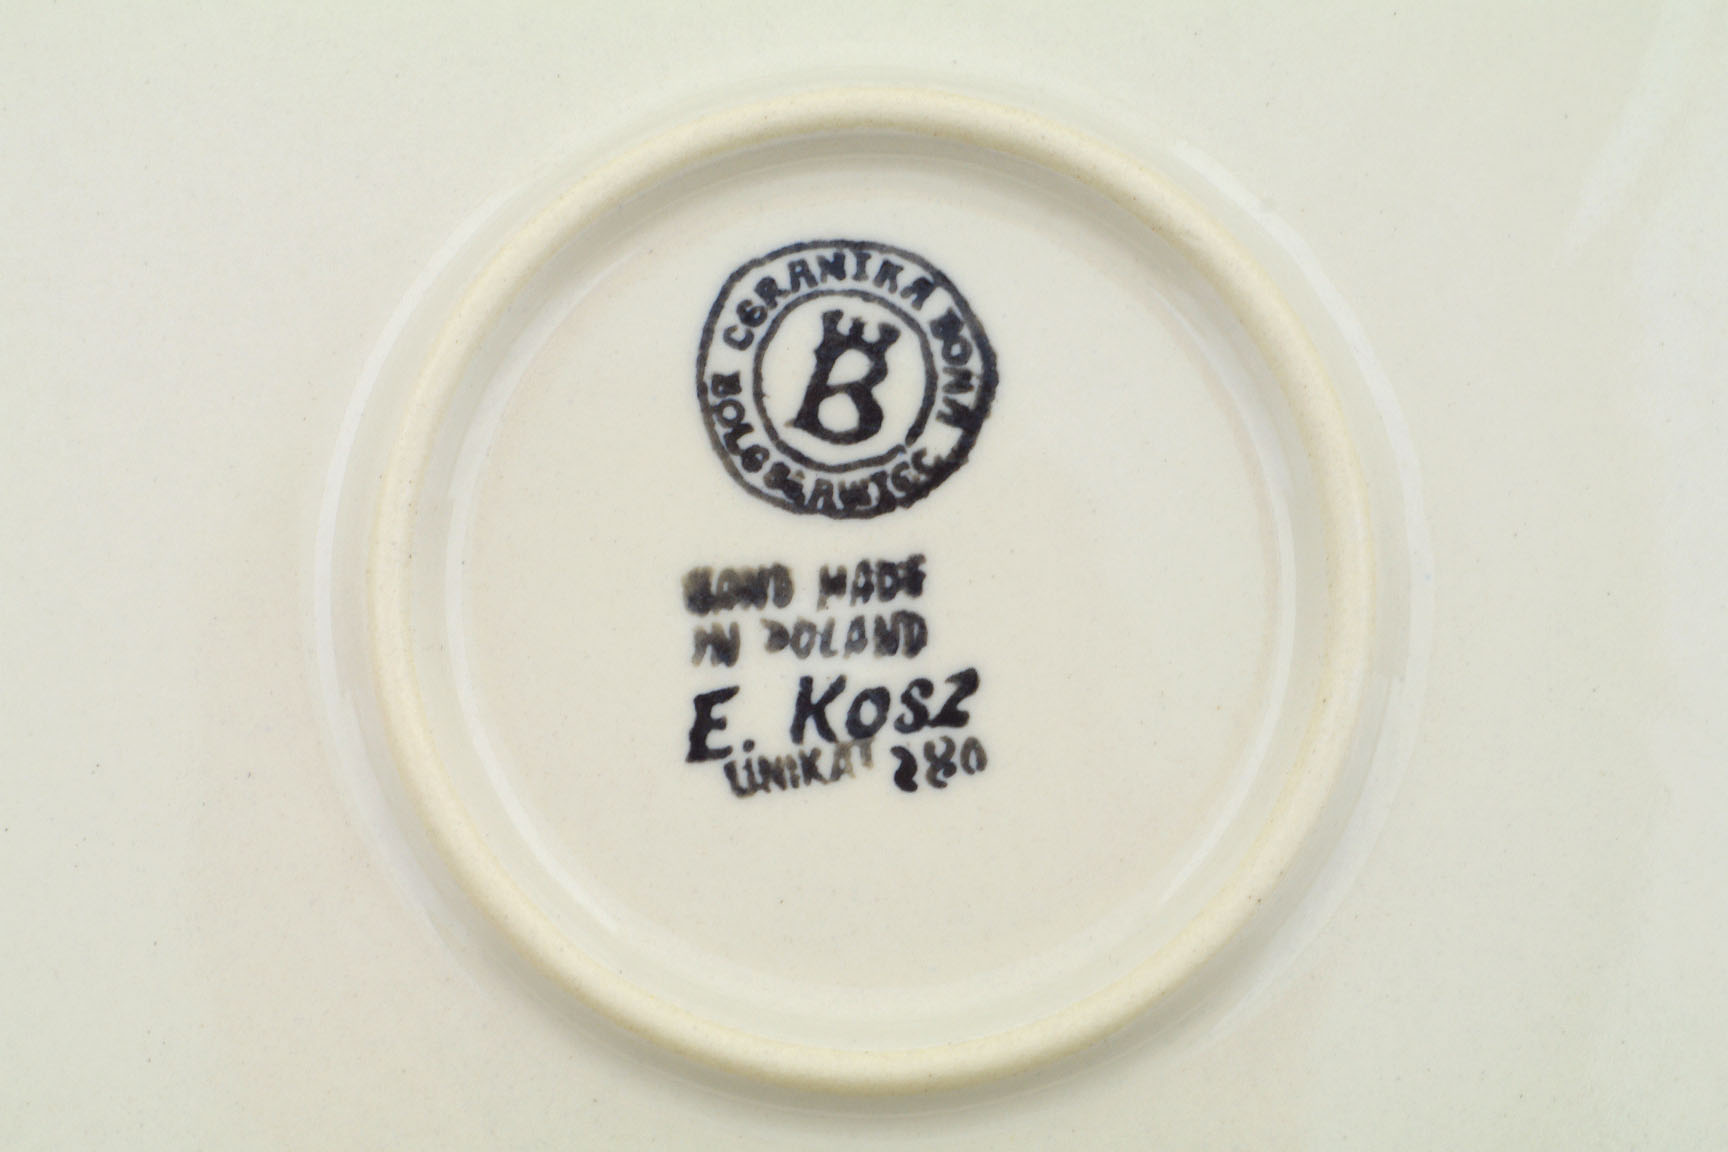 CERAMIKA BONA
BOLESŁAWIEC
B
HAND MADE
IN POLAND
E. KOSZ
UNIKAT 280